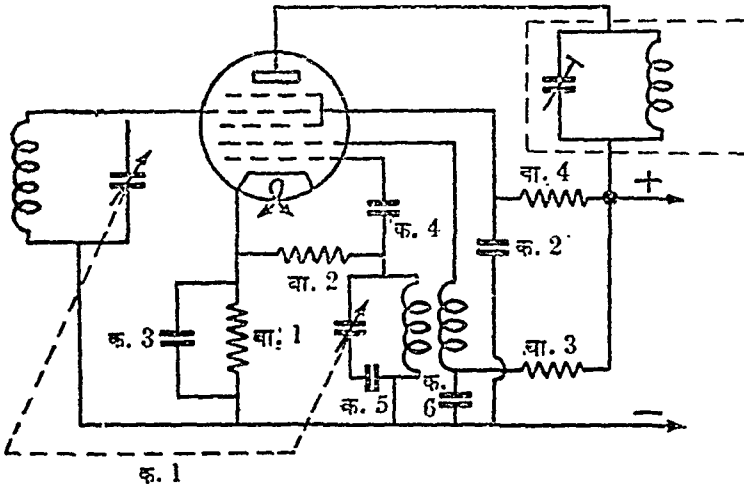 वा. 4
+
क. 4
क. 2
वा. 2
क. 3
वा. 1
वा. 3
क. 5
क.
6
−
क. 1